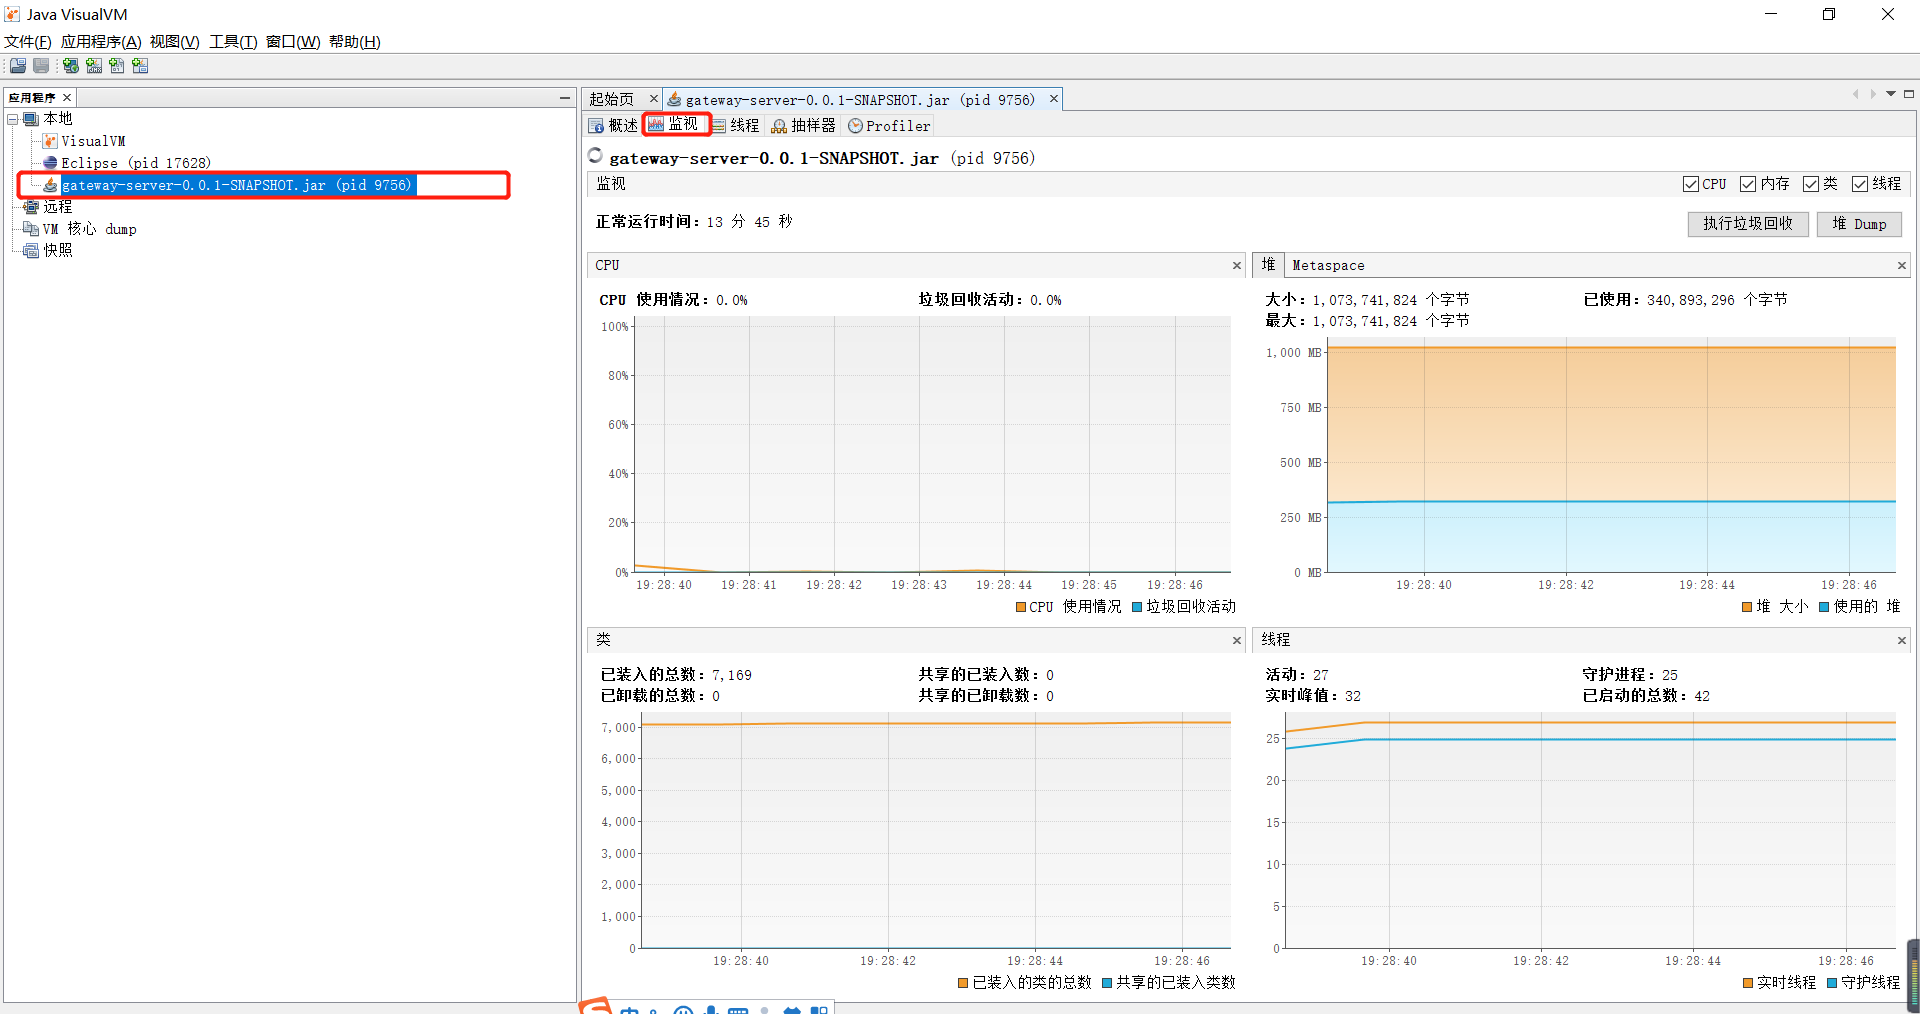 Java VisualVM
文件(F) 应用程序(A) 视图(V) 工具(T) 窗口(W) 帮助(H)
应用程序
本地
VisualVM
Eclipse (pid 17628)
gateway-server-0.0.1-SNAPSHOT.jar (pid 9756)
远程
VM 核心 dump
快照
起始页 gateway-server-0.0.1-SNAPSHOT.jar (pid 9756)
概述 监视 线程 抽样器 Profiler
gateway-server-0.0.1-SNAPSHOT.jar (pid 9756)
监视 CPU 内存 类 线程
正常运行时间：13 分 45 秒 执行垃圾回收 堆 Dump
CPU
CPU 使用情况：0.0% 垃圾回收活动：0.0%
100%
80%
60%
40%
20%
0%
19:28:40 19:28:41 19:28:42 19:28:43 19:28:44 19:28:45 19:28:46
CPU 使用情况 垃圾回收活动
堆 Metaspace
大小：1,073,741,824 个字节 已使用：340,893,296 个字节
最大：1,073,741,824 个字节
1,000 MB
750 MB
500 MB
250 MB
0 MB
19:28:40 19:28:42 19:28:44 19:28:46
堆 大小 使用的 堆
类
已装入的总数：7,169 共享的已装入数：0
已卸载的总数：0 共享的已卸载数：0
7,000
6,000
5,000
4,000
3,000
2,000
1,000
0
19:28:40 19:28:42 19:28:44 19:28:46
已装入的类的总数 共享的已装入类数
线程
活动：27 守护进程：25
实时峰值：32 已启动的总数：42
25
20
15
10
5
0
19:28:40 19:28:42 19:28:44 19:28:46
实时线程 守护线程